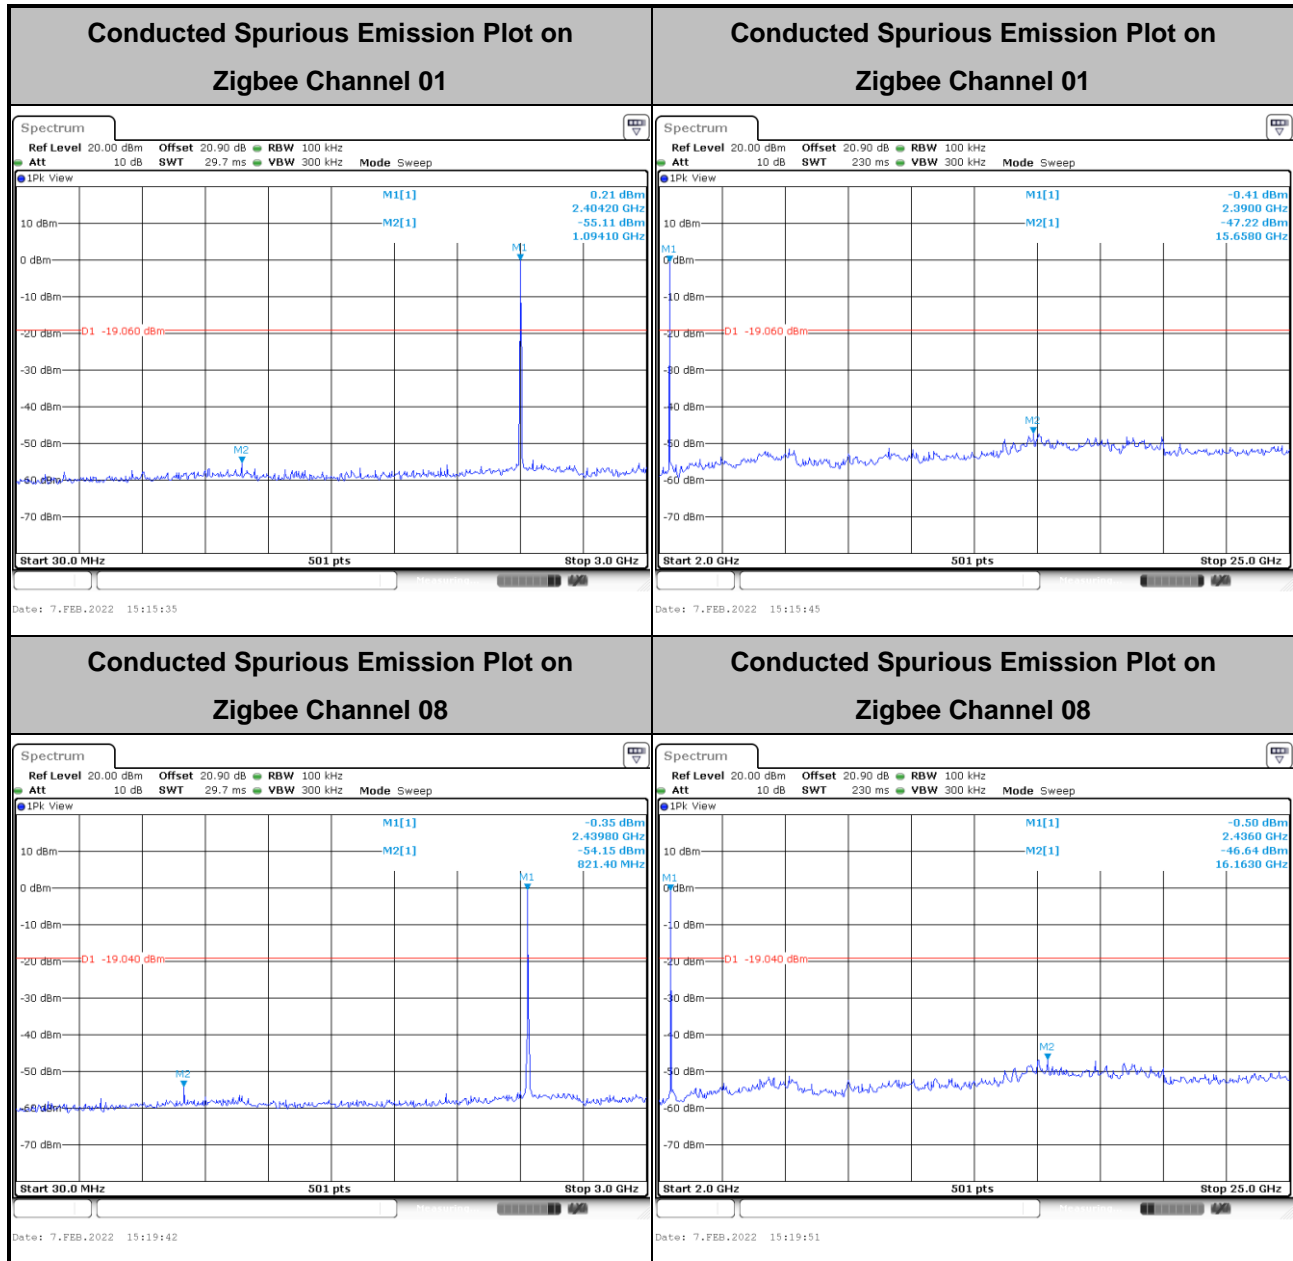 Conducted Spurious Emission Plot on
Zigbee Channel 01
Spectrum
Ref Level 20.00 dBm Offset 20.90 dB RBW 100 kHz
Att 10 dB SWT 29.7 ms VBW 300 kHz Mode Sweep
1Pk View
M1[1] 0.21 dBm
2.40420 GHz
M2[1] -55.11 dBm
1.09410 GHz
10 dBm
M1
0 dBm
-10 dBm
D1 -19.060 dBm
-20 dBm
-30 dBm
-40 dBm
-50 dBm
M2
-60 dBm
-70 dBm
Start 30.0 MHz 501 pts Stop 3.0 GHz
Measuring
Date: 7.FEB.2022 15:15:35
Conducted Spurious Emission Plot on
Zigbee Channel 01
Spectrum
Ref Level 20.00 dBm Offset 20.90 dB RBW 100 kHz
Att 10 dB SWT 230 ms VBW 300 kHz Mode Sweep
1Pk View
M1[1] -0.41 dBm
2.3900 GHz
M2[1] -47.22 dBm
15.6580 GHz
10 dBm
M1
0 dBm
-10 dBm
D1 -19.060 dBm
-20 dBm
-30 dBm
-40 dBm
M2
-50 dBm
-60 dBm
-70 dBm
Start 2.0 GHz 501 pts Stop 25.0 GHz
Measuring
Date: 7.FEB.2022 15:15:45
Conducted Spurious Emission Plot on
Zigbee Channel 08
Spectrum
Ref Level 20.00 dBm Offset 20.90 dB RBW 100 kHz
Att 10 dB SWT 29.7 ms VBW 300 kHz Mode Sweep
1Pk View
M1[1] -0.35 dBm
2.43980 GHz
M2[1] -54.15 dBm
821.40 MHz
10 dBm
M1
0 dBm
-10 dBm
D1 -19.040 dBm
-20 dBm
-30 dBm
-40 dBm
-50 dBm
M2
-60 dBm
-70 dBm
Start 30.0 MHz 501 pts Stop 3.0 GHz
Measuring
Date: 7.FEB.2022 15:19:42
Conducted Spurious Emission Plot on
Zigbee Channel 08
Spectrum
Ref Level 20.00 dBm Offset 20.90 dB RBW 100 kHz
Att 10 dB SWT 230 ms VBW 300 kHz Mode Sweep
1Pk View
M1[1] -0.50 dBm
2.4360 GHz
M2[1] -46.64 dBm
16.1630 GHz
10 dBm
M1
0 dBm
-10 dBm
D1 -19.040 dBm
-20 dBm
-30 dBm
-40 dBm
M2
-50 dBm
-60 dBm
-70 dBm
Start 2.0 GHz 501 pts Stop 25.0 GHz
Measuring
Date: 7.FEB.2022 15:19:51